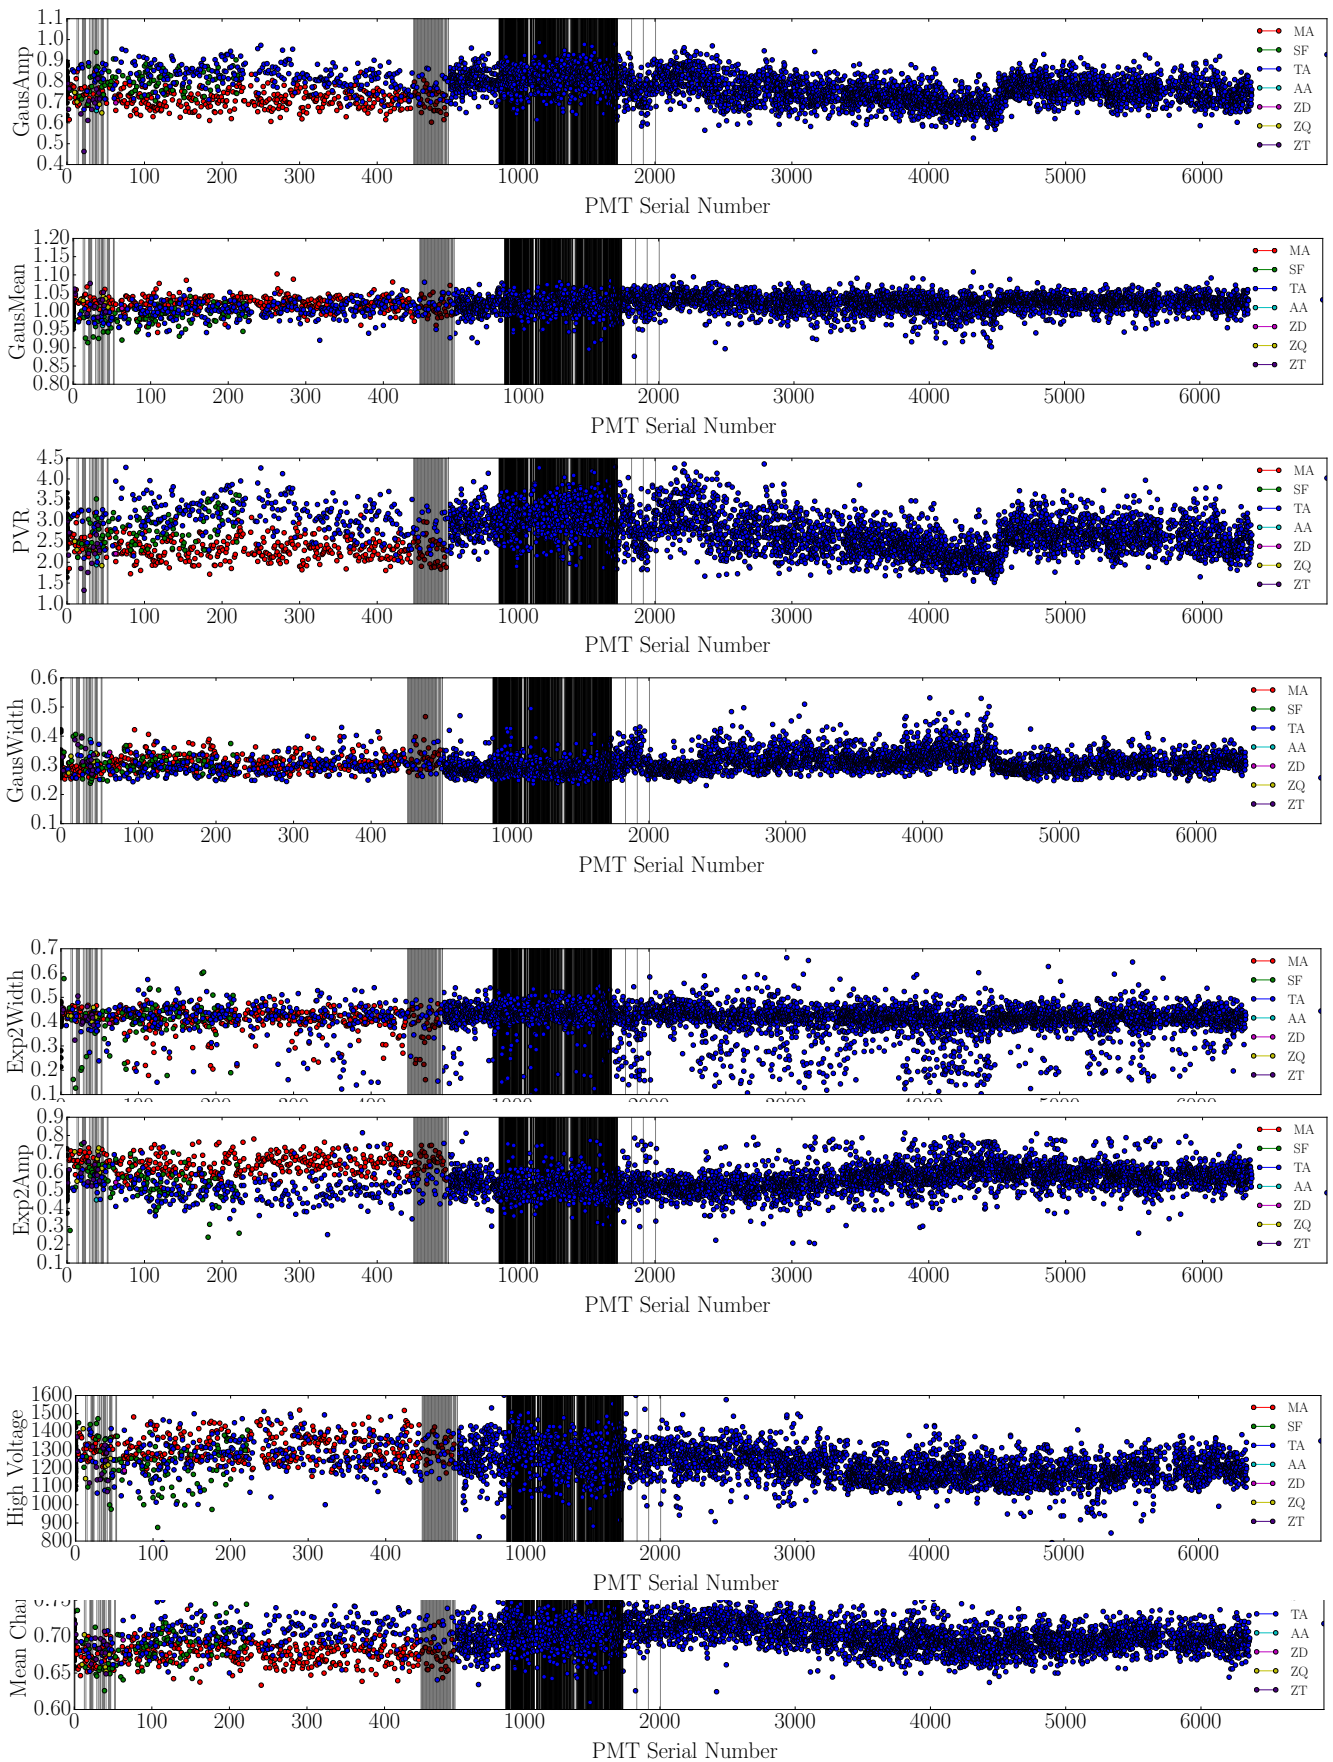 GausAmp
1.1
1.0
0.9
0.8
0.7
0.6
0.5
0.4
0 100 200 300 400 1000 2000 3000 4000 5000 6000
PMT Serial Number
MA
SF
TA
AA
ZD
ZQ
ZT
GausMean
1.20
1.15
1.10
1.05
1.00
0.95
0.90
0.85
0.80
0 100 200 300 400 1000 2000 3000 4000 5000 6000
PMT Serial Number
MA
SF
TA
AA
ZD
ZQ
ZT
PVR
4.5
4.0
3.5
3.0
2.5
2.0
1.5
1.0
0 100 200 300 400 1000 2000 3000 4000 5000 6000
PMT Serial Number
MA
SF
TA
AA
ZD
ZQ
ZT
GausWidth
0.6
0.5
0.4
0.3
0.2
0.1
0 100 200 300 400 1000 2000 3000 4000 5000 6000
PMT Serial Number
MA
SF
TA
AA
ZD
ZQ
ZT
Exp2Width
0.7
0.6
0.5
0.4
0.3
0.2
0.1
MA
SF
TA
AA
ZD
ZQ
ZT
Exp2Amp
0.9
0.8
0.7
0.6
0.5
0.4
0.3
0.2
0.1
0 100 200 300 400 1000 2000 3000 4000 5000 6000
PMT Serial Number
MA
SF
TA
AA
ZD
ZQ
ZT
High Voltage
1600
1500
1400
1300
1200
1100
1000
900
800
0 100 200 300 400 1000 2000 3000 4000 5000 6000
PMT Serial Number
MA
SF
TA
AA
ZD
ZQ
ZT
Mean
0.75
0.70
0.65
0.60
0 100 200 300 400 1000 2000 3000 4000 5000 6000
PMT Serial Number
TA
AA
ZD
ZQ
ZT